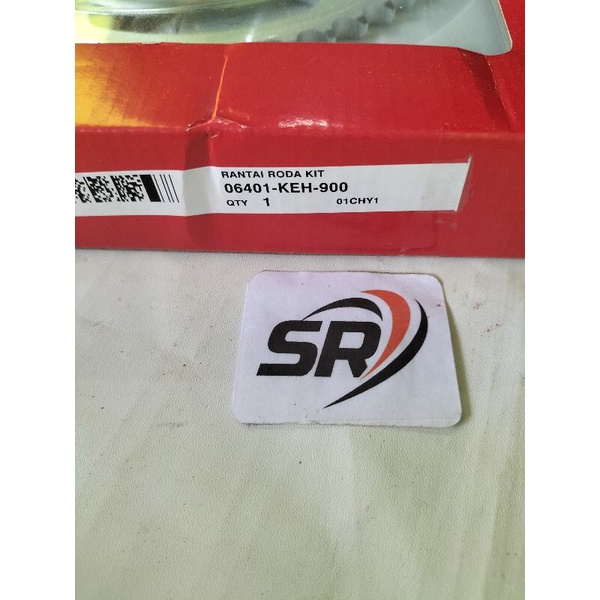 RANTAI RODA KIT
06401-KEH-900
QTY 1 01CHY1
SR